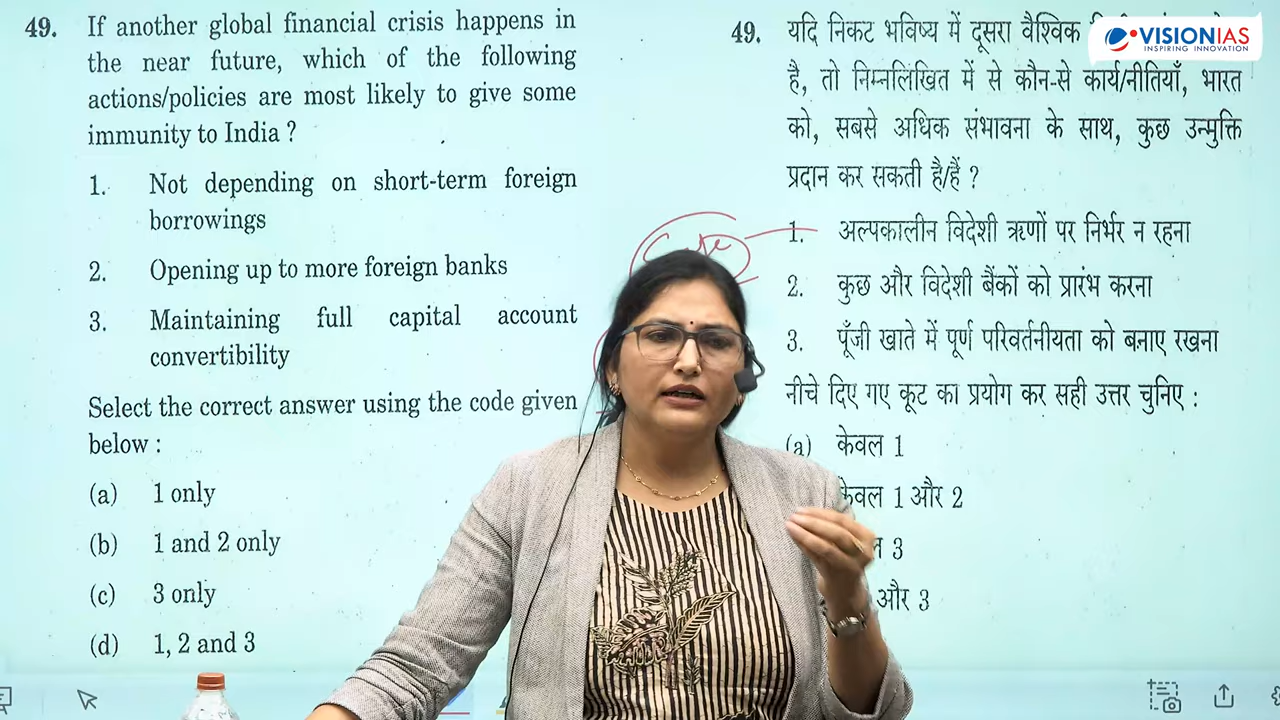 49. If another global financial crisis happens in
the near future, which of the following
actions/policies are most likely to give some
immunity to India ?
1. Not depending on short-term foreign
borrowings
2. Opening up to more foreign banks
3. Maintaining full capital account
convertibility
Select the correct answer using the code given
below :
(a) 1 only
(b) 1 and 2 only
(c) 3 only
(d) 1, 2 and 3
49. यदि निकट भविष्य में दूसरा वैश्विक
है, तो निम्नलिखित में से कौन-से कार्य/नीतियाँ, भारत
को, सबसे अधिक संभावना के साथ, कुछ उन्मुक्ति
प्रदान कर सकती है/हैं ?
1. अल्पकालीन विदेशी ऋणों पर निर्भर न रहना
2. कुछ और विदेशी बैंकों को प्रारंभ करना
3. पूँजी खाते में पूर्ण परिवर्तनीयता को बनाए रखना
नीचे दिए गए कूट का प्रयोग कर सही उत्तर चुनिए :
(a) केवल 1
केवल 1 और 2
3
और 3
VISIONIAS
INSPIRING INNOVATION